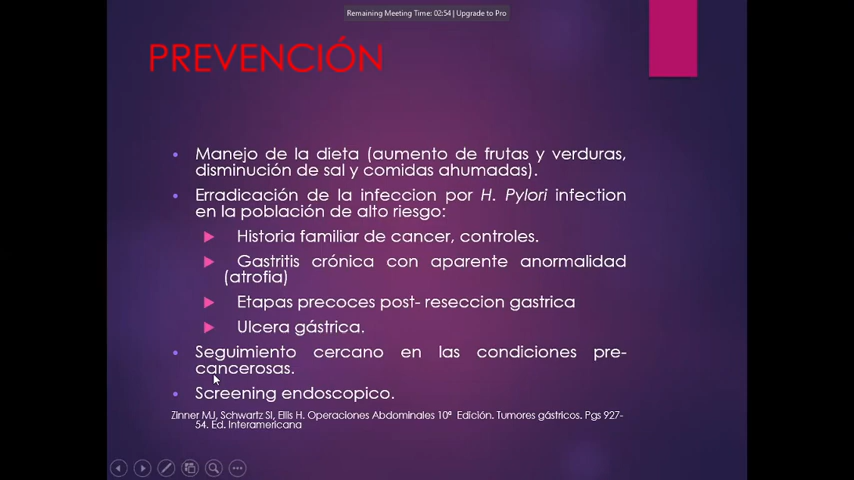 Remaining Meeting Time: 02:54 | Upgrade to Pro
PREVENCIÓN
• Manejo de la dieta (aumento de frutas y verduras,
disminución de sal y comidas ahumadas).
• Erradicación de la infeccion por H. Pylori infection
en la población de alto riesgo:
Historia familiar de cancer, controles.
Gastritis crónica con aparente anormalidad
(atrofia)
Etapas precoces post- reseccion gastrica
Ulcera gástrica.
• Seguimiento cercano en las condiciones pre-
cancerosas.
• Screening endoscopico.
Zinner MJ, Schwartz SI, Ellis H. Operaciones Abdominales 10ª Edición. Tumores gástricos. Pgs 927-
54. Ed. Interamericana